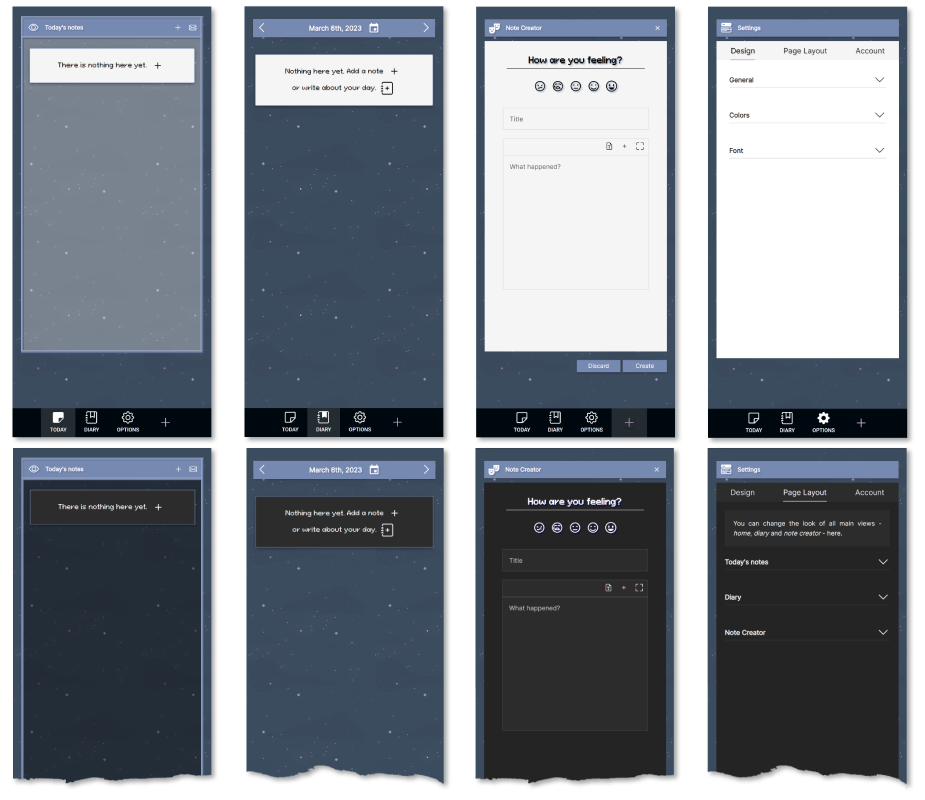 Today's notes
There is nothing here yet. +
TODAY DIARY OPTIONS +
March 6th, 2023
Nothing here yet. Add a note +
or write about your day.
TODAY DIARY OPTIONS +
Note Creator
How are you feeling?
Title
What happened?
Discard Create
TODAY DIARY OPTIONS +
Settings
Design Page Layout Account
General
Colors
Font
TODAY DIARY OPTIONS +
Today's notes
There is nothing here yet. +
March 6th, 2023
Nothing here yet. Add a note +
or write about your day.
Note Creator
How are you feeling?
Title
What happened?
Settings
Design Page Layout Account
You can change the look of all main views -
home, diary and note creator - here.
Today's notes
Diary
Note Creator